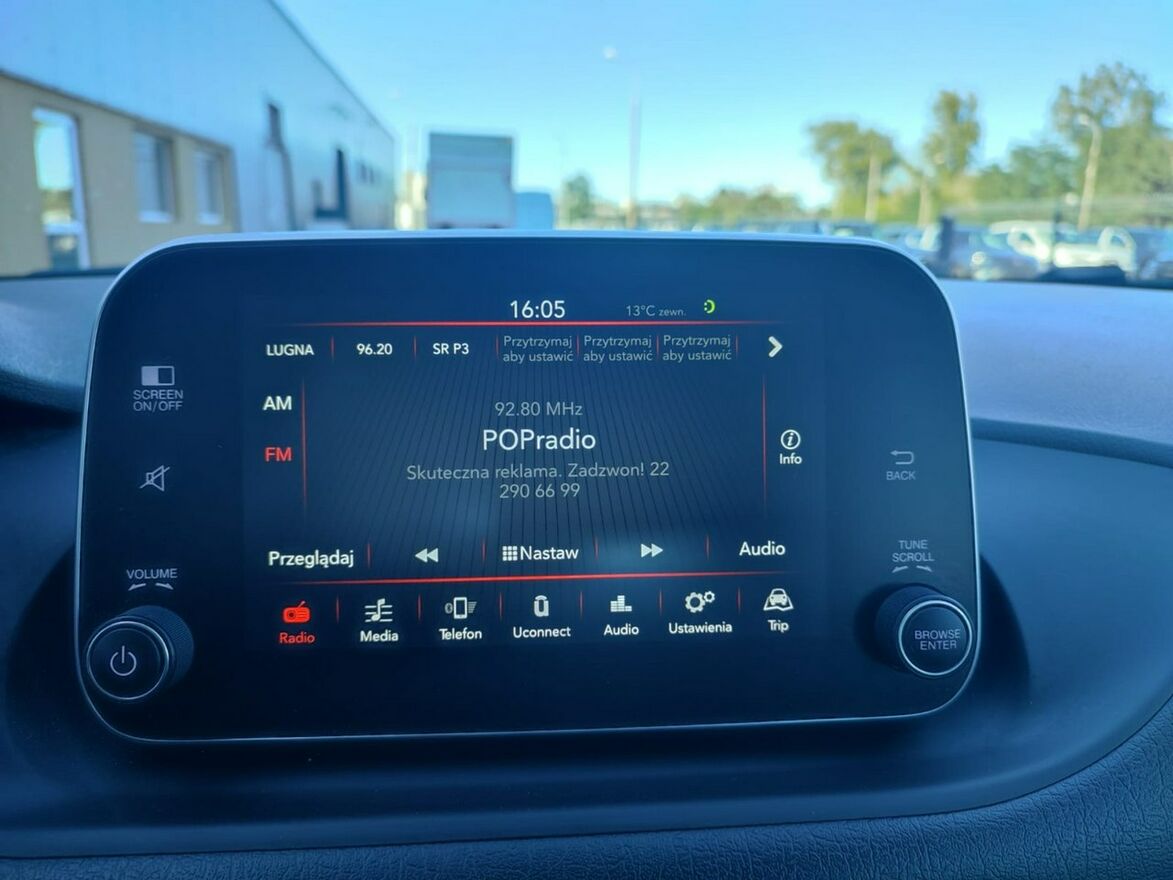 16:05
13°C zewn.
LUGNA
96.20
SR P3
Przytrzymaj
aby ustawić
Przytrzymaj
aby ustawić
Przytrzymaj
aby ustawić
SCREEN
ON/OFF
AM
FM
92.80 MHz
POPradio
Skuteczna reklama. Zadzwon! 22
290 66 99
Info
BACK
Przeglądaj
Nastaw
Audio
VOLUME
TUNE
SCROLL
Radio
Media
Telefon
Uconnect
Audio
Ustawienia
Trip
BROWSE
ENTER